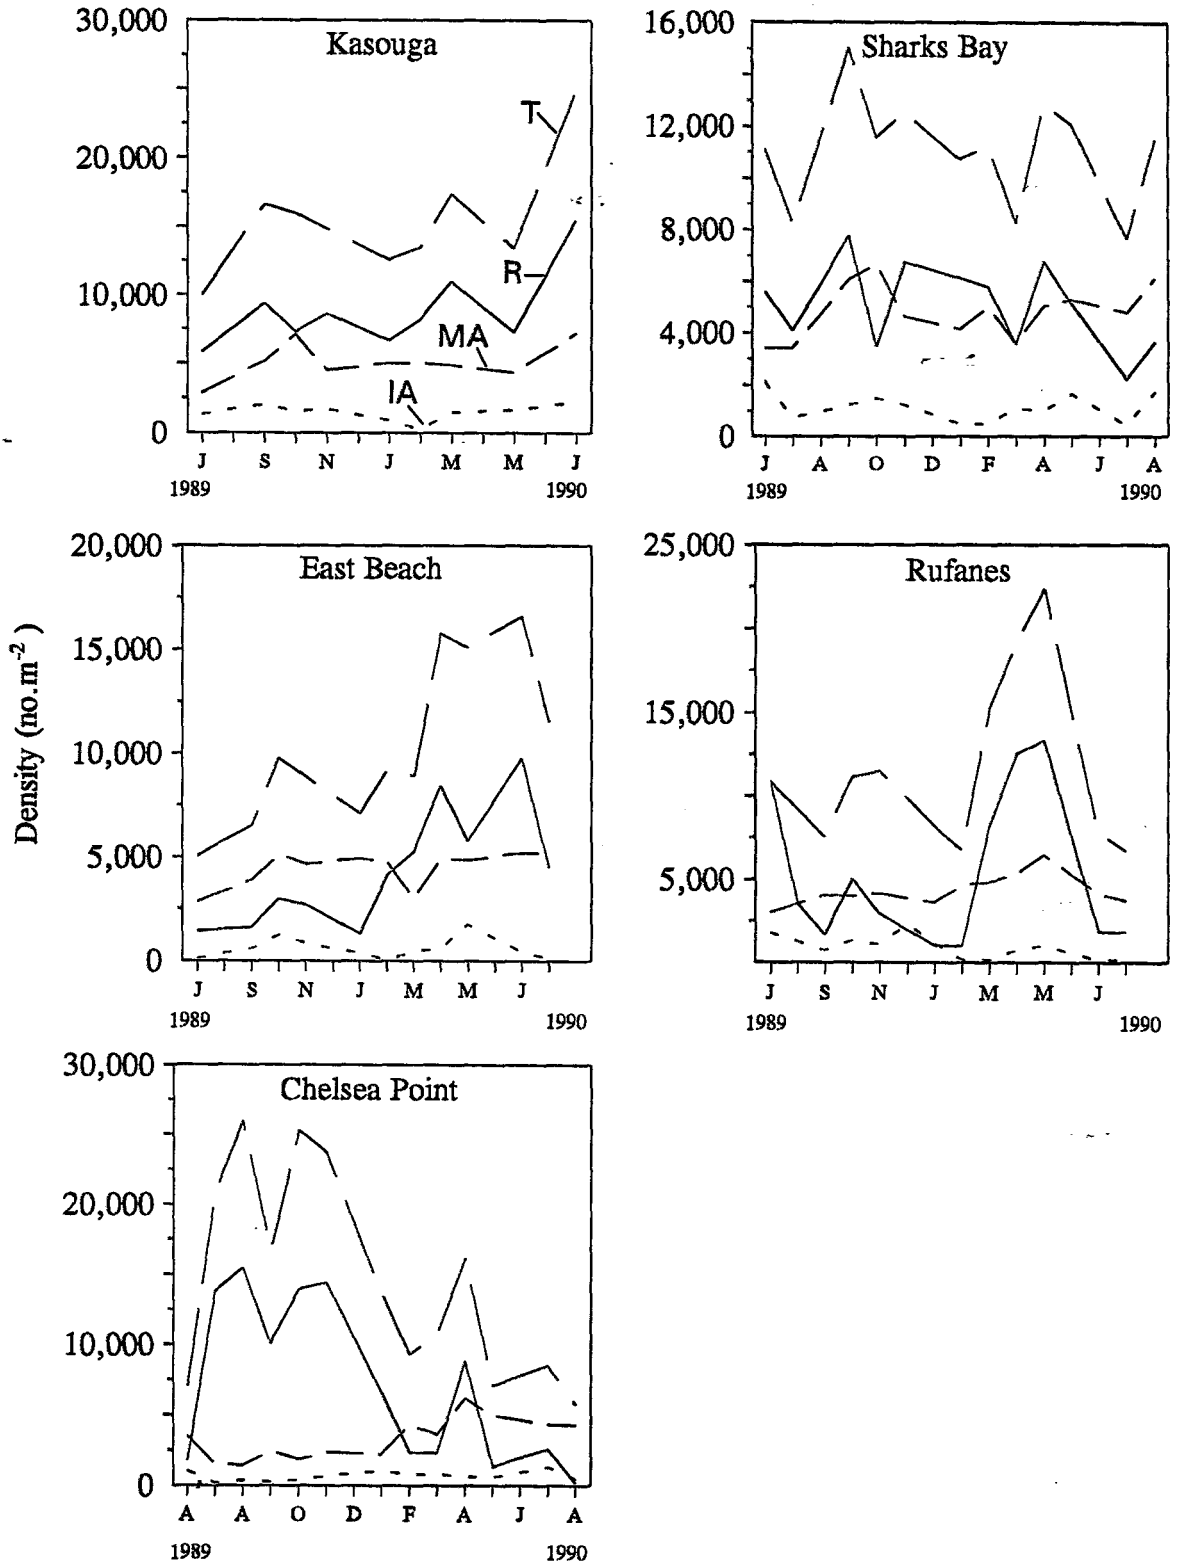 30,000
Kasouga
T
20,000
R
10,000
MA
IA
0
J S N J M M J
1989 1990
16,000
Sharks Bay
12,000
8,000
4,000
0
J A O D F A J A
1989 1990
Density (no.m-2 )
20,000
East Beach
15,000
10,000
5,000
0
J S N J M M J
1989 1990
25,000
Rufanes
15,000
5,000
J S N J M M J
1989 1990
30,000
Chelsea Point
20,000
10,000
0
A A O D F A J A
1989 1990